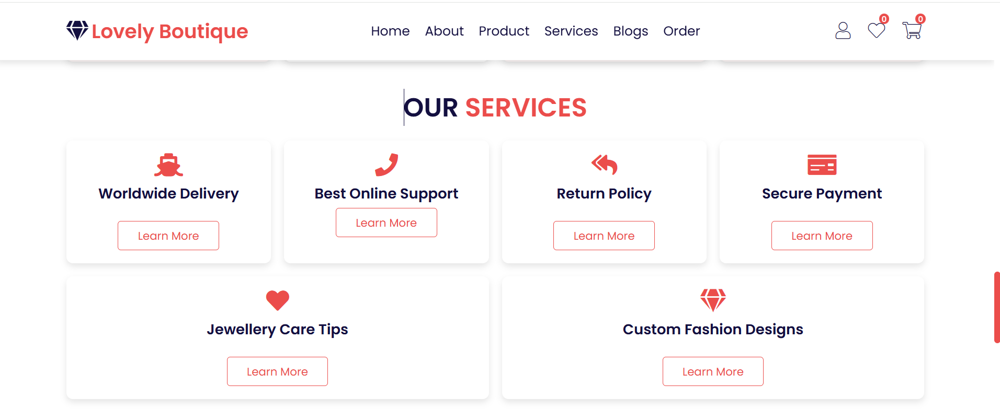 Lovely Boutique
Home About Product Services Blogs Order
0 0
OUR SERVICES
Worldwide Delivery
Learn More
Best Online Support
Learn More
Return Policy
Learn More
Secure Payment
Learn More
Jewellery Care Tips
Learn More
Custom Fashion Designs
Learn More